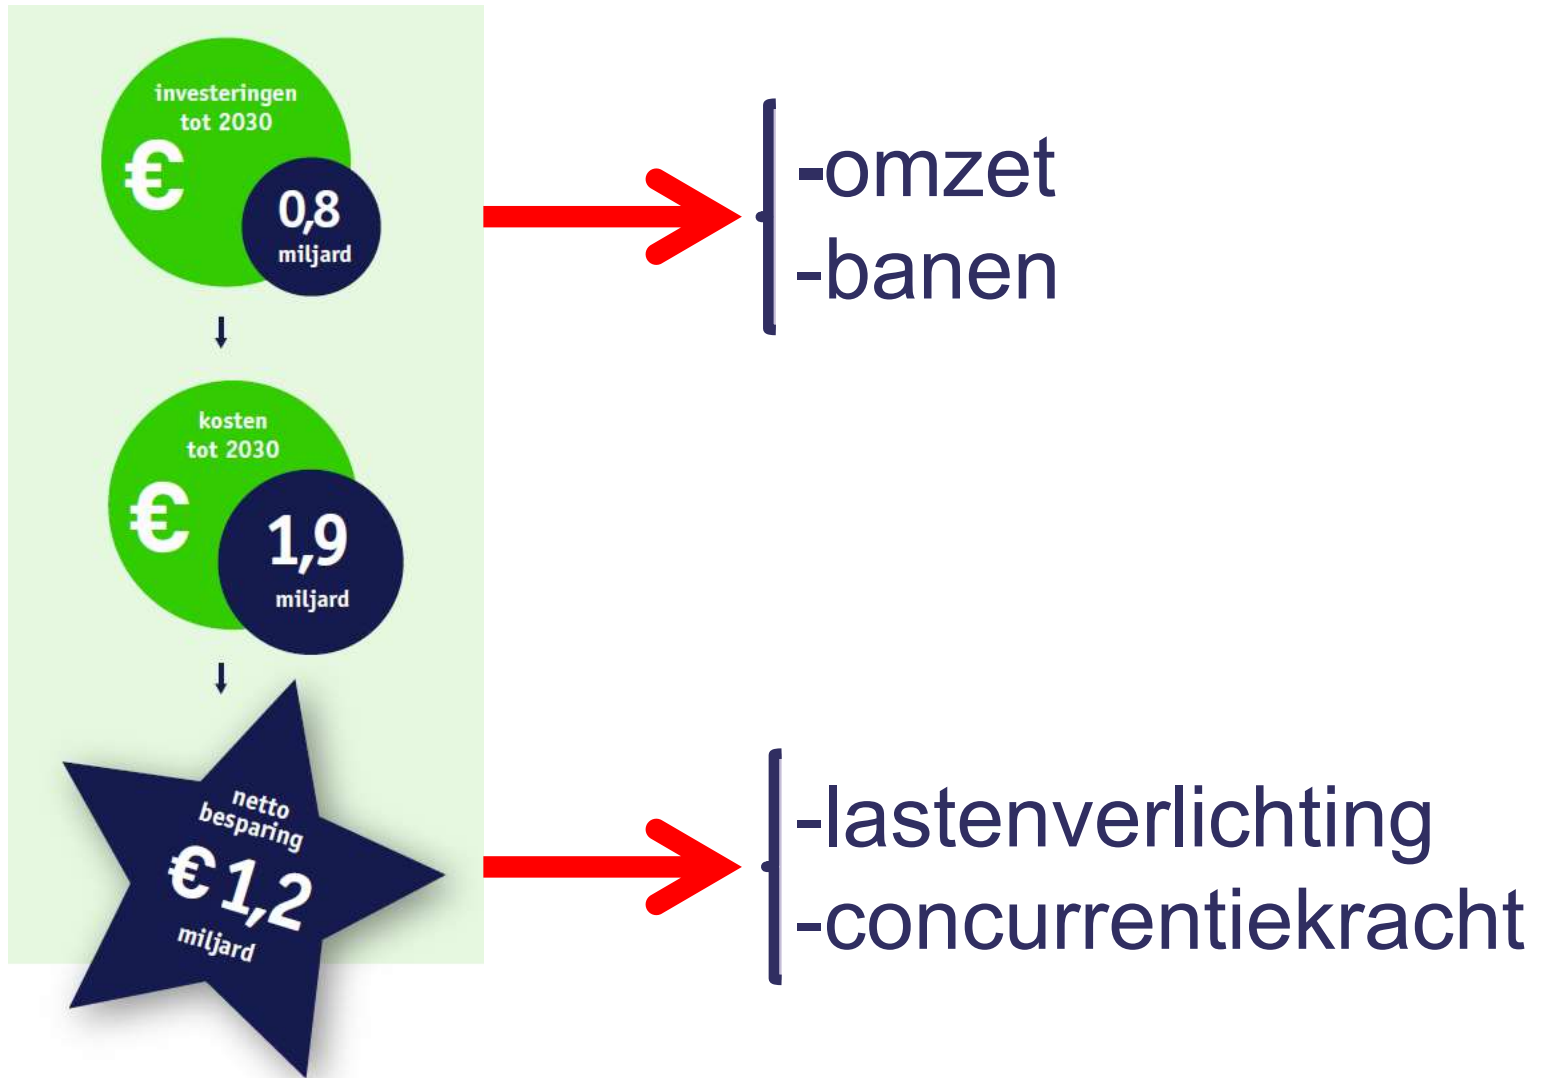 investeringen
tot 2030
€
0,8
miljard
-omzet
-banen
kosten
tot 2030
€
1,9
miljard
netto
besparing
€ 1,2
miljard
-lastenverlichting
-concurrentiekracht